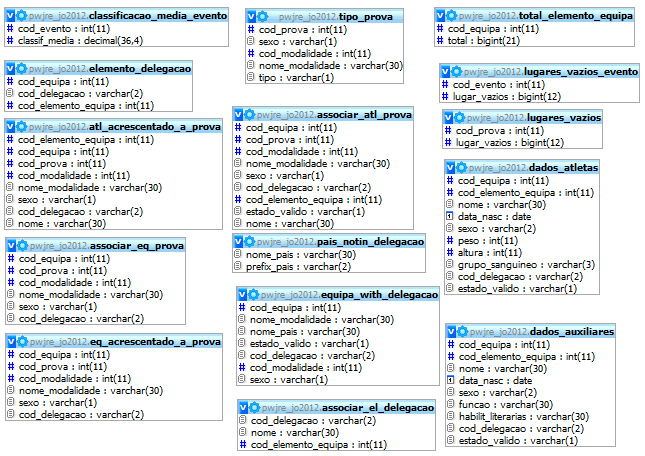 pwjre_jo2012.classificacao_media_evento
cod_evento : int(11)
classif_media : decimal(36,4)
pwjre_jo2012.elemento_delegacao
cod_equipa : int(11)
cod_delegacao : varchar(2)
cod_elemento_equipa : int(11)
pwjre_jo2012.atl_acrescentado_a_prova
cod_elemento_equipa : int(11)
cod_equipa : int(11)
cod_prova : int(11)
cod_modalidade : int(11)
nome_modalidade : varchar(30)
sexo : varchar(1)
cod_delegacao : varchar(2)
nome : varchar(30)
pwjre_jo2012.associar_eq_prova
cod_equipa : int(11)
cod_prova : int(11)
cod_modalidade : int(11)
nome_modalidade : varchar(30)
sexo : varchar(1)
cod_delegacao : varchar(2)
pwjre_jo2012.eq_acrescentado_a_prova
cod_equipa : int(11)
cod_prova : int(11)
cod_modalidade : int(11)
nome_modalidade : varchar(30)
sexo : varchar(1)
cod_delegacao : varchar(2)
pwjre_jo2012.tipo_prova
cod_prova : int(11)
sexo : varchar(1)
cod_modalidade : int(11)
nome_modalidade : varchar(30)
tipo : varchar(1)
pwjre_jo2012.associar_atl_prova
cod_equipa : int(11)
cod_prova : int(11)
cod_modalidade : int(11)
nome_modalidade : varchar(30)
sexo : varchar(1)
cod_delegacao : varchar(2)
cod_elemento_equipa : int(11)
estado_valido : varchar(1)
nome : varchar(30)
pwjre_jo2012.pais_notin_delegacao
nome_pais : varchar(30)
prefix_pais : varchar(2)
pwjre_jo2012.equipa_with_delegacao
cod_equipa : int(11)
nome_modalidade : varchar(30)
nome_pais : varchar(30)
estado_valido : varchar(1)
cod_delegacao : varchar(2)
cod_modalidade : int(11)
sexo : varchar(1)
pwjre_jo2012.associar_el_delegacao
cod_delegacao : varchar(2)
nome : varchar(30)
cod_elemento_equipa : int(11)
pwjre_jo2012.total_elemento_equipa
cod_equipa : int(11)
total : bigint(21)
pwjre_jo2012.lugares_vazios_evento
cod_evento : int(11)
lugar_vazios : bigint(12)
pwjre_jo2012.lugares_vazios
cod_prova : int(11)
lugar_vazios : bigint(12)
pwjre_jo2012.dados_atletas
cod_equipa : int(11)
cod_elemento_equipa : int(11)
nome : varchar(30)
data_nasc : date
sexo : varchar(2)
peso : int(11)
altura : int(11)
grupo_sanguineo : varchar(3)
cod_delegacao : varchar(2)
estado_valido : varchar(1)
pwjre_jo2012.dados_auxiliares
cod_equipa : int(11)
cod_elemento_equipa : int(11)
nome : varchar(30)
data_nasc : date
sexo : varchar(2)
funcao : varchar(30)
habilit_literarias : varchar(30)
cod_delegacao : varchar(2)
estado_valido : varchar(1)